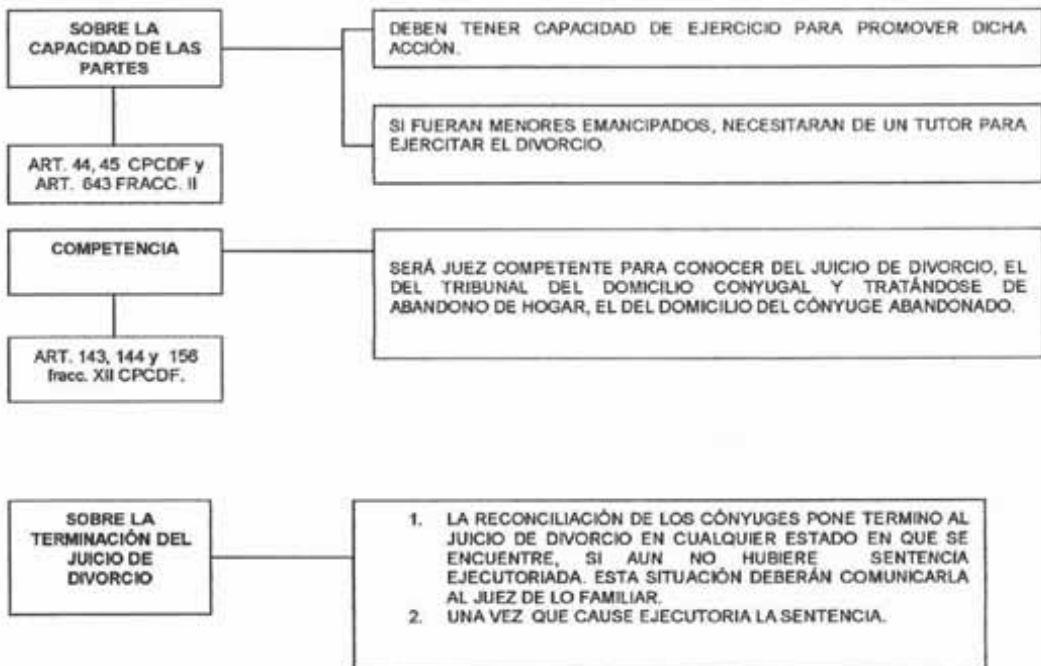 SOBRE LA
CAPACIDAD DE LAS
PARTES
DEBEN TENER CAPACIDAD DE EJERCICIO PARA PROMOVER DICHA
ACCIÓN.
SI FUERAN MENORES EMANCIPADOS, NECESITARAN DE UN TUTOR PARA
EJERCITAR EL DIVORCIO.
ART. 44, 45 CPCDF y
ART. 643 FRACC. II
COMPETENCIA
SERÁ JUEZ COMPETENTE PARA CONOCER DEL JUICIO DE DIVORCIO, EL
DEL TRIBUNAL DEL DOMICILIO CONYUGAL Y TRATÁNDOSE DE
ABANDONO DE HOGAR, EL DEL DOMICILIO DEL CÓNYUGE ABANDONADO.
ART. 143, 144 y 156
fracc. XII CPCDF.
SOBRE LA
TERMINACIÓN DEL
JUICIO DE
DIVORCIO
1. LA RECONCILIACIÓN DE LOS CÓNYUGES PONE TERMINO AL
JUICIO DE DIVORCIO EN CUALQUIER ESTADO EN QUE SE
ENCUENTRE, SI AUN NO HUBIERE SENTENCIA
EJECUTORIADA. ESTA SITUACIÓN DEBERÁN COMUNICARLA
AL JUEZ DE LO FAMILIAR.
2. UNA VEZ QUE CAUSE EJECUTORIA LA SENTENCIA.